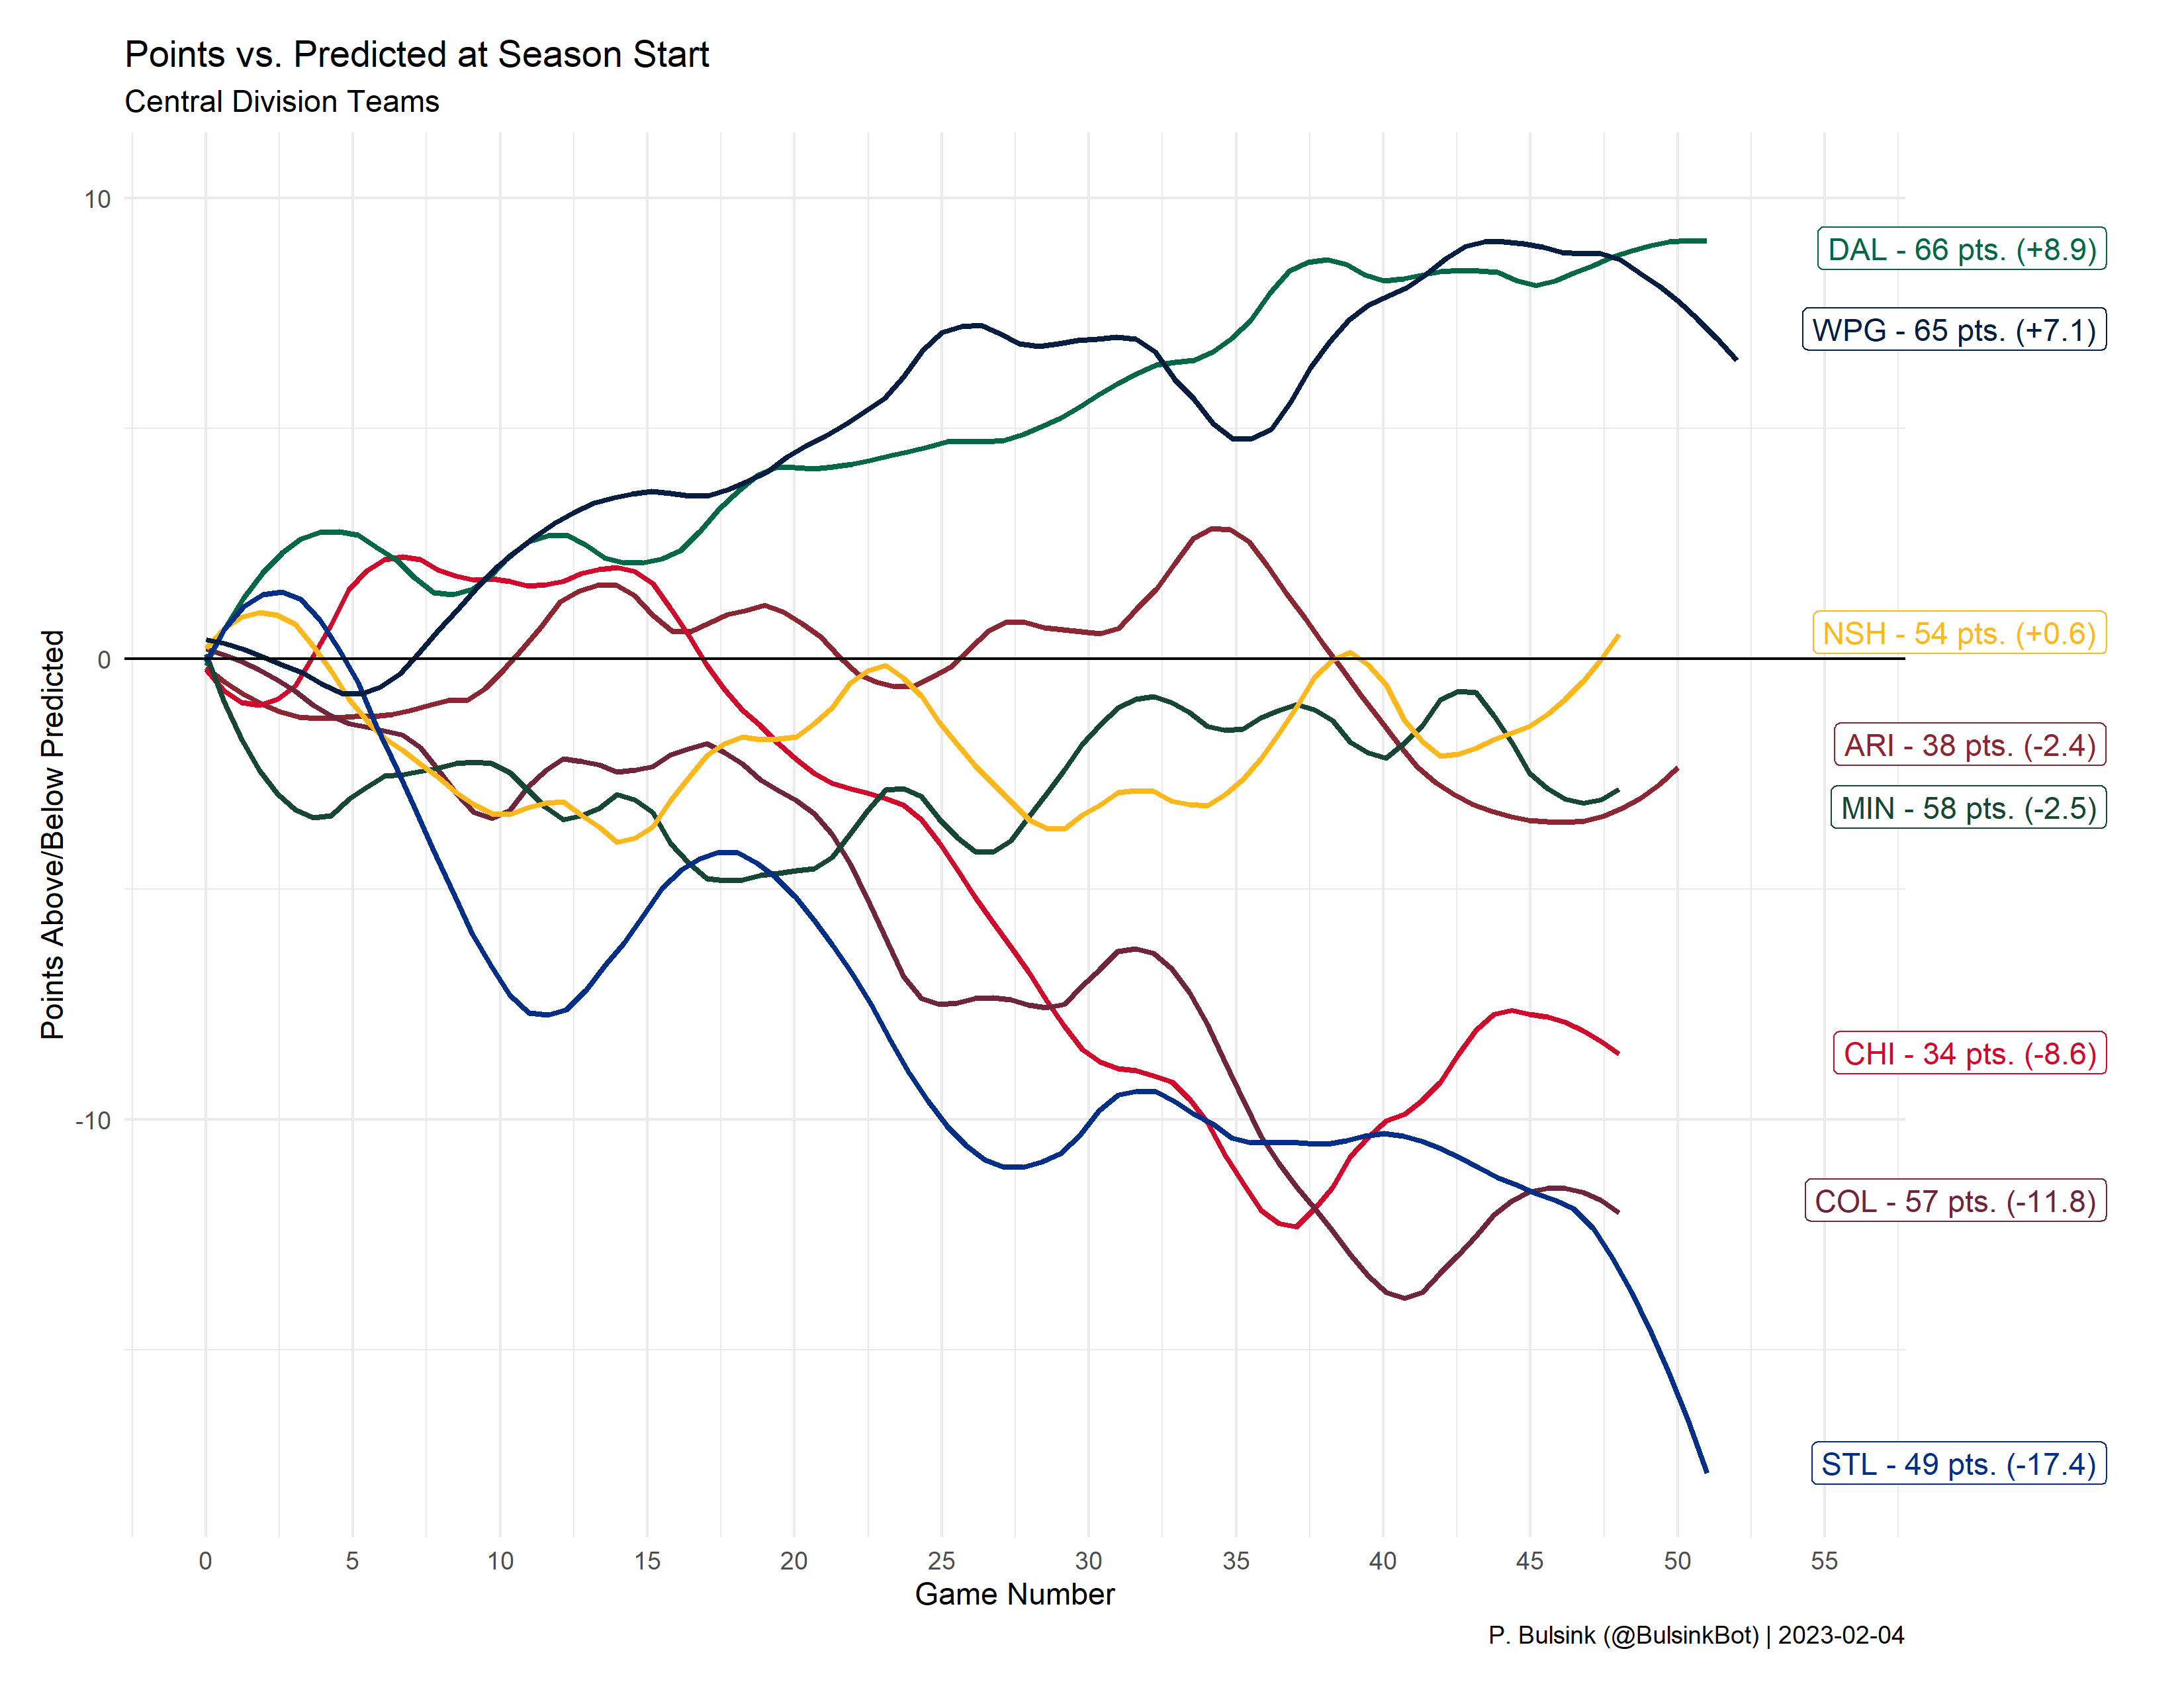 Points vs. Predicted at Season Start
Central Division Teams
Points Above/Below Predicted
10
0
-10
DAL - 66 pts. (+8.9)
WPG - 65 pts. (+7.1)
NSH - 54 pts. (+0.6)
ARI - 38 pts. (-2.4)
MIN - 58 pts. (-2.5)
CHI - 34 pts. (-8.6)
COL - 57 pts. (-11.8)
STL - 49 pts. (-17.4)
0 5 10 15 20 25 30 35 40 45 50 55
Game Number
P. Bulsink (@BulsinkBot) | 2023-02-04